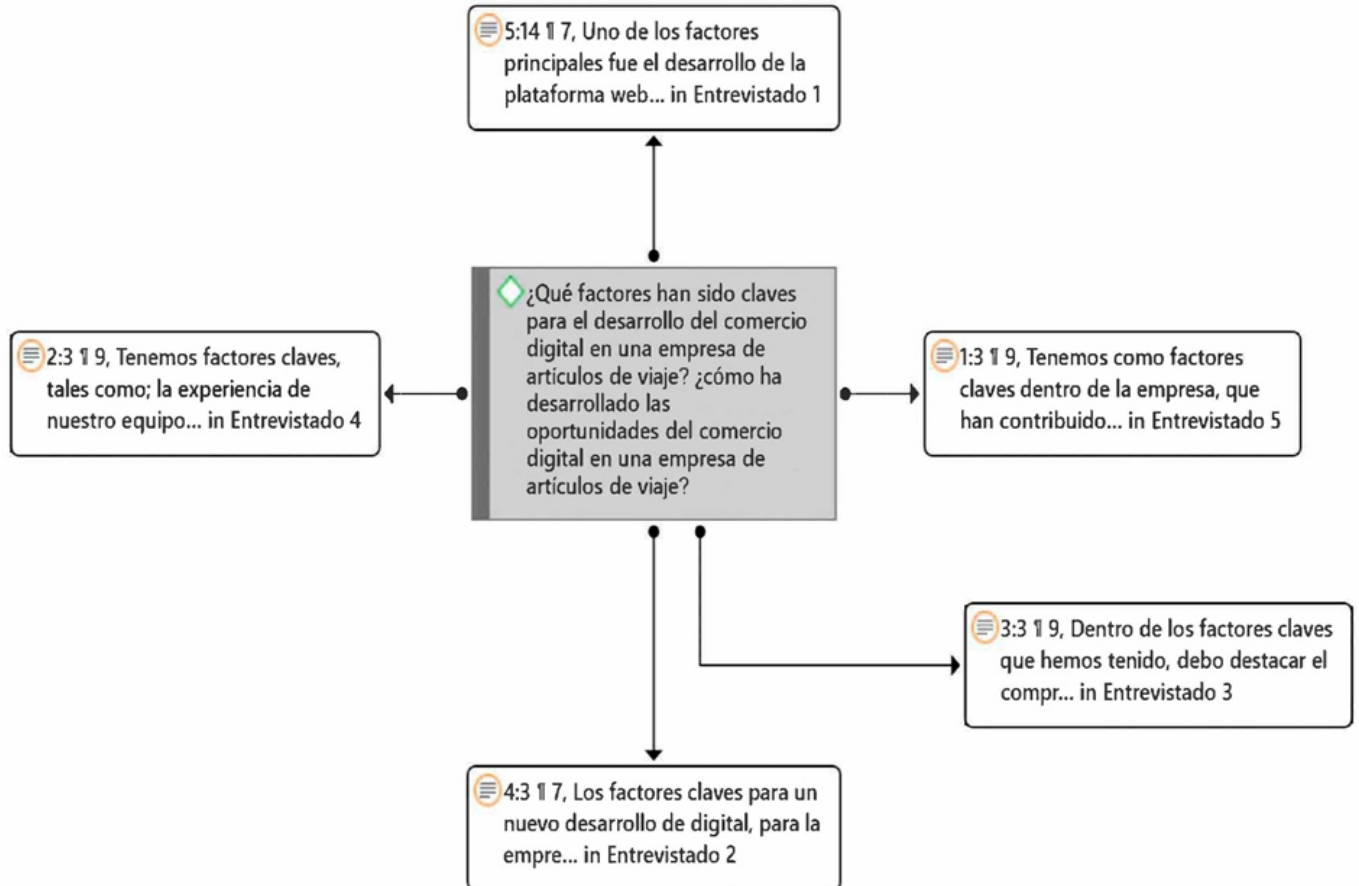 5:14 ¶ 7, Uno de los factores
principales fue el desarrollo de la
plataforma web... in Entrevistado 1
¿Qué factores han sido claves
para el desarrollo del comercio
digital en una empresa de
artículos de viaje? ¿cómo ha
desarrollado las
oportunidades del comercio
digital en una empresa de
artículos de viaje?
2:3 ¶ 9, Tenemos factores claves,
tales como; la experiencia de
nuestro equipo... in Entrevistado 4
1:3 ¶ 9, Tenemos como factores
claves dentro de la empresa, que
han contribuido... in Entrevistado 5
3:3 ¶ 9, Dentro de los factores claves
que hemos tenido, debo destacar el
compr... in Entrevistado 3
4:3 ¶ 7, Los factores claves para un
nuevo desarrollo de digital, para la
empre... in Entrevistado 2